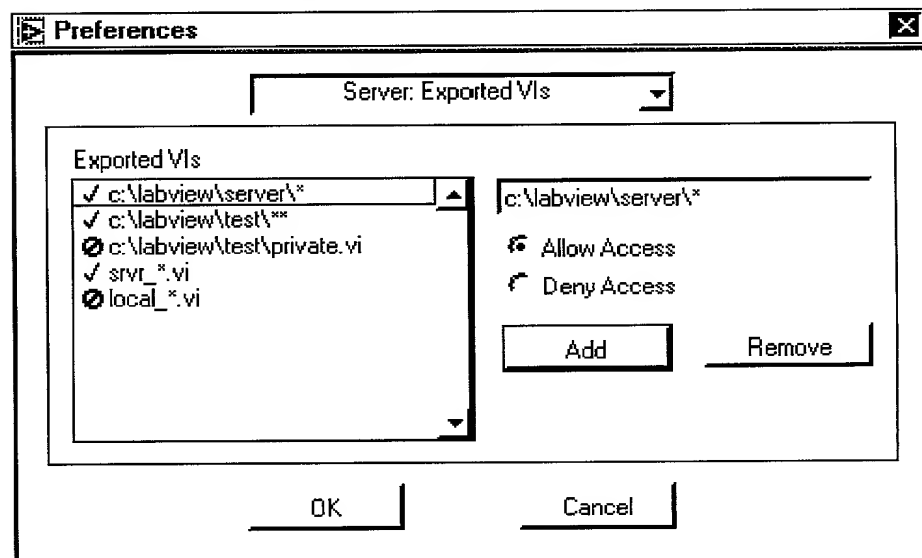 Preferences
Server: Exported VIs
Exported VIs
c:\labview\server\*
c:\labview\test\**
c:\labview\test\private.vi
srvr_*.vi
local_*.vi
c:\labview\server\*
Allow Access
Deny Access
Add
Remove
OK
Cancel